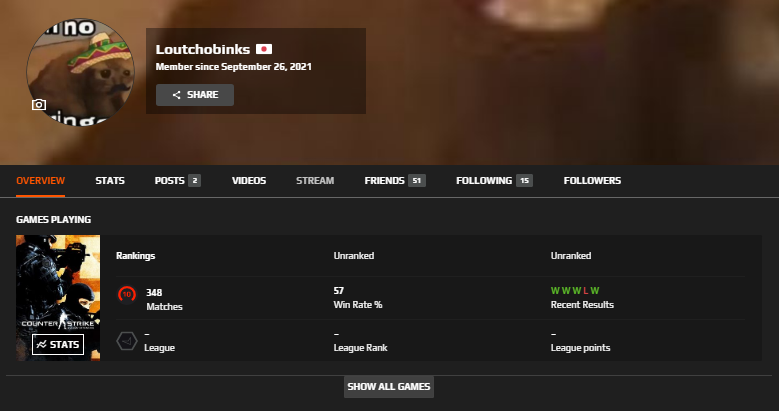 Loutchobinks
Member since September 26, 2021
SHARE
OVERVIEW STATS POSTS 2 VIDEOS STREAM FRIENDS 51 FOLLOWING 15 FOLLOWERS
GAMES PLAYING
Rankings Unranked Unranked
10 348 57 W W W L W
Matches Win Rate % Recent Results
COUNTER STRIKE
– – –
STATS League League Rank League points
SHOW ALL GAMES